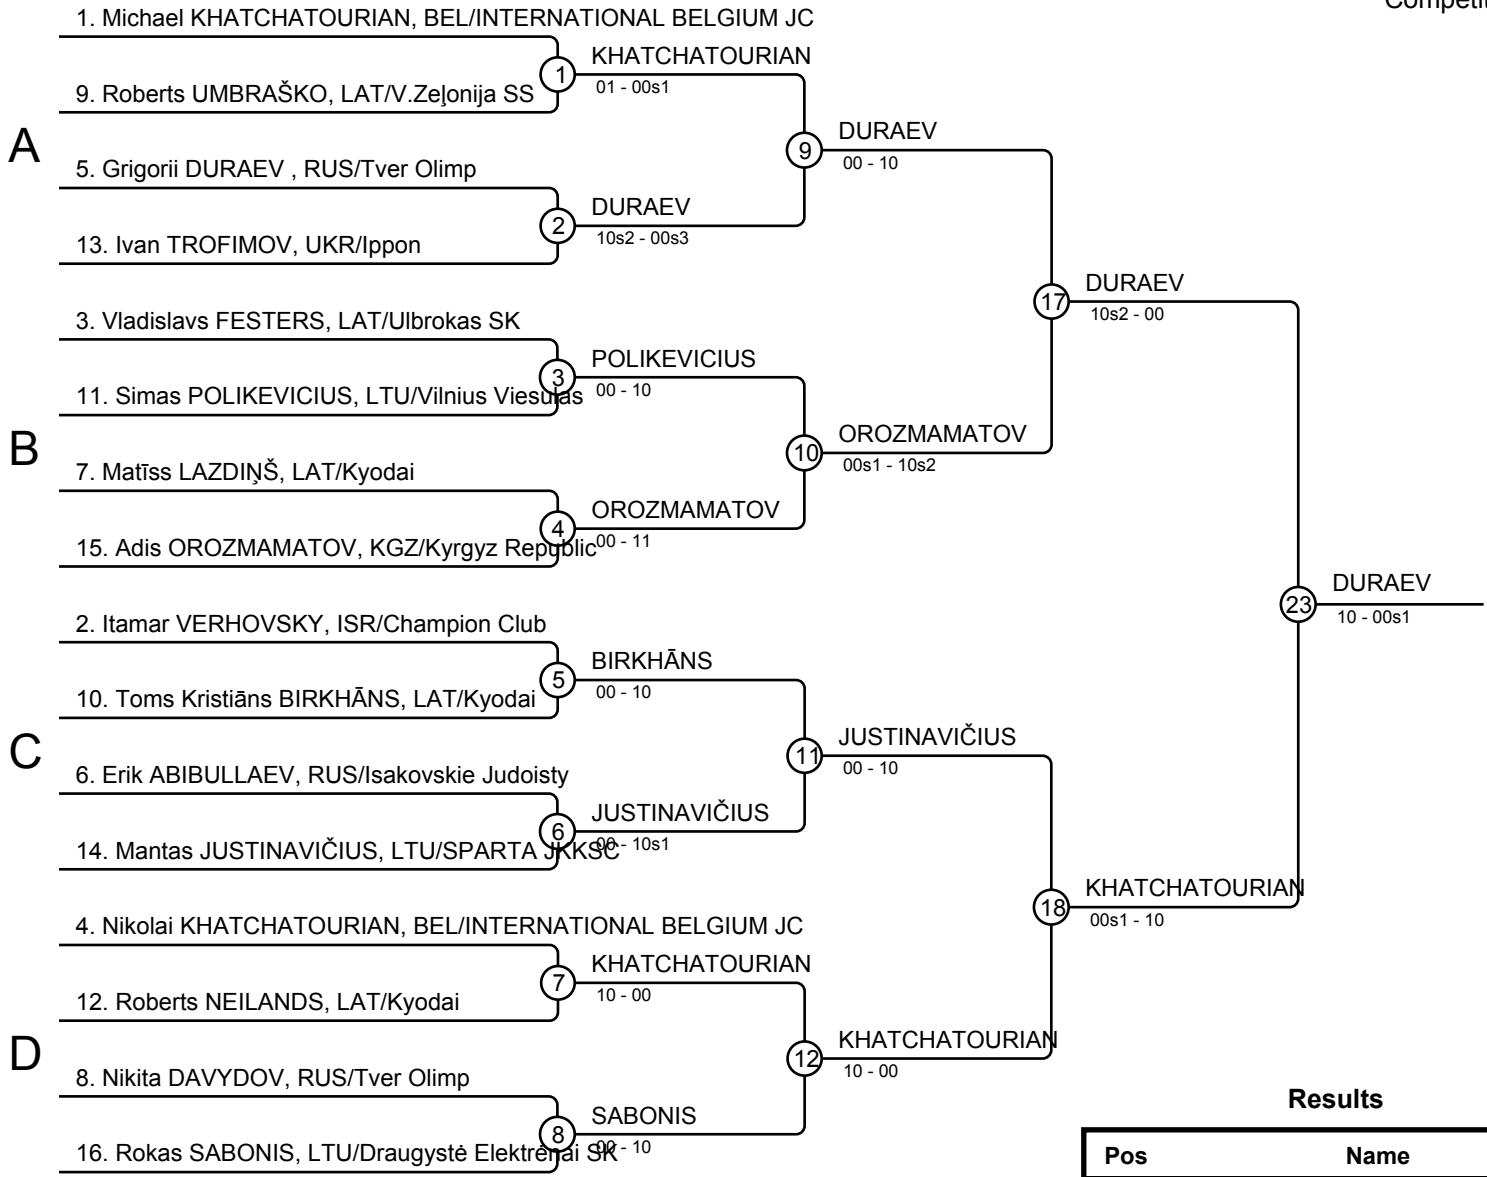 Competit
1. Michael KHATCHATOURIAN, BEL/INTERNATIONAL BELGIUM JC
KHATCHATOURIAN
1
01 - 00s1
9. Roberts UMBRAŠKO, LAT/V.Zeļonija SS
A
DURAEV
9
00 - 10
5. Grigorii DURAEV , RUS/Tver Olimp
DURAEV
2
10s2 - 00s3
13. Ivan TROFIMOV, UKR/Ippon
DURAEV
17
10s2 - 00
3. Vladislavs FESTERS, LAT/Ulbrokas SK
POLIKEVICIUS
3
00 - 10
11. Simas POLIKEVICIUS, LTU/Vilnius Viesulas
B
OROZMAMATOV
10
00s1 - 10s2
7. Matīss LAZDIŅŠ, LAT/Kyodai
OROZMAMATOV
4
00 - 11
15. Adis OROZMAMATOV, KGZ/Kyrgyz Republic
DURAEV
23
10 - 00s1
2. Itamar VERHOVSKY, ISR/Champion Club
BIRKHĀNS
5
00 - 10
10. Toms Kristiāns BIRKHĀNS, LAT/Kyodai
C
JUSTINAVIČIUS
11
00 - 10
6. Erik ABIBULLAEV, RUS/Isakovskie Judoisty
JUSTINAVIČIUS
6
00 - 10s1
14. Mantas JUSTINAVIČIUS, LTU/SPARTA JKKSC
KHATCHATOURIAN
18
00s1 - 10
4. Nikolai KHATCHATOURIAN, BEL/INTERNATIONAL BELGIUM JC
KHATCHATOURIAN
7
10 - 00
12. Roberts NEILANDS, LAT/Kyodai
D
KHATCHATOURIAN
12
10 - 00
8. Nikita DAVYDOV, RUS/Tver Olimp
SABONIS
8
00 - 10
16. Rokas SABONIS, LTU/Draugystė Elektrėnai SK
Results
Pos Name